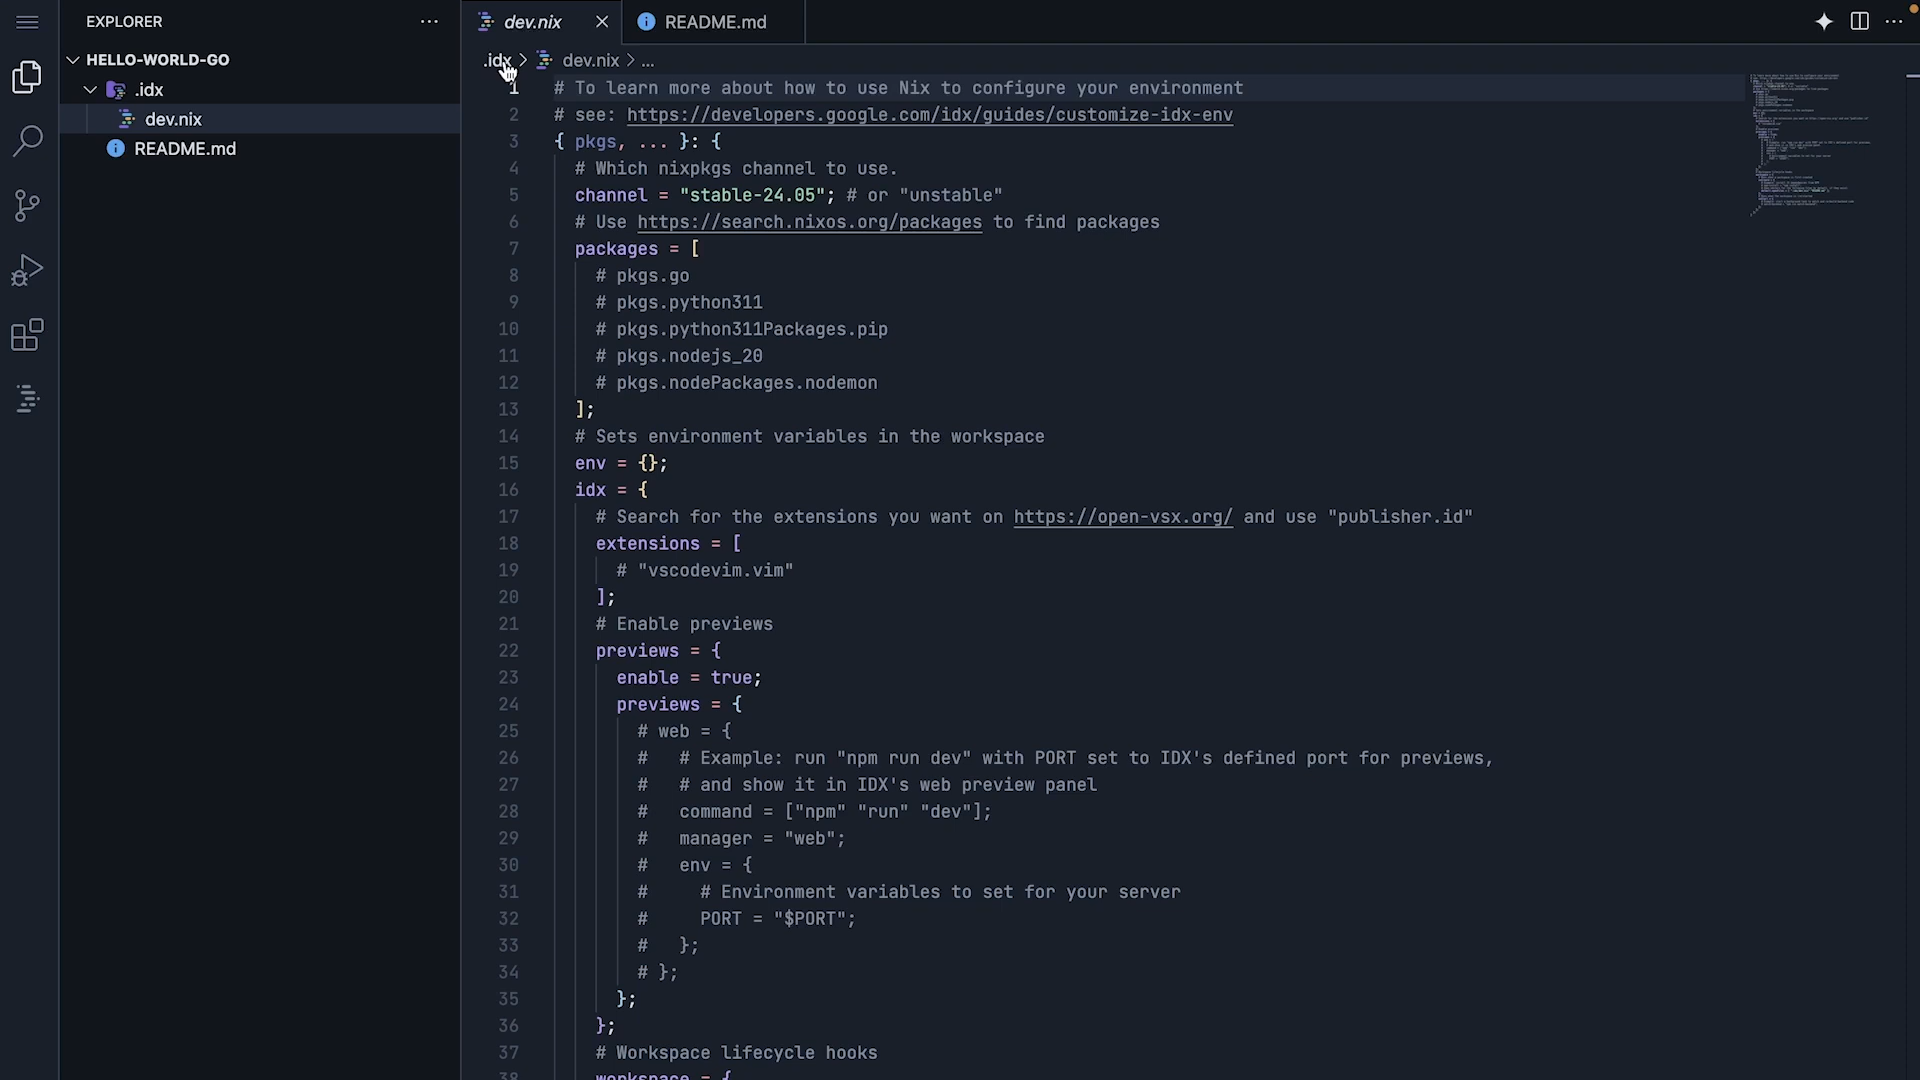 EXPLORER
HELLO-WORLD-GO
.idx
dev.nix
README.md
dev.nix
README.md
.idx > dev.nix > ...
1 # To learn more about how to use Nix to configure your environment
2 # see: https://developers.google.com/idx/guides/customize-idx-env
3 { pkgs, ... }: {
4 # Which nixpkgs channel to use.
5 channel = "stable-24.05"; # or "unstable"
6 # Use https://search.nixos.org/packages to find packages
7 packages = [
8 # pkgs.go
9 # pkgs.python311
10 # pkgs.python311Packages.pip
11 # pkgs.nodejs_20
12 # pkgs.nodePackages.nodemon
13 ];
14 # Sets environment variables in the workspace
15 env = {};
16 idx = {
17 # Search for the extensions you want on https://open-vsx.org/ and use "publisher.id"
18 extensions = [
19 # "vscodevim.vim"
20 ];
21 # Enable previews
22 previews = {
23 enable = true;
24 previews = {
25 # web = {
26 # # Example: run "npm run dev" with PORT set to IDX's defined port for previews,
27 # # and show it in IDX's web preview panel
28 # command = ["npm" "run" "dev"];
29 # manager = "web";
30 # env = {
31 # # Environment variables to set for your server
32 # PORT = "$PORT";
33 # };
34 # };
35 };
36 };
37 # Workspace lifecycle hooks
38 workspace = {